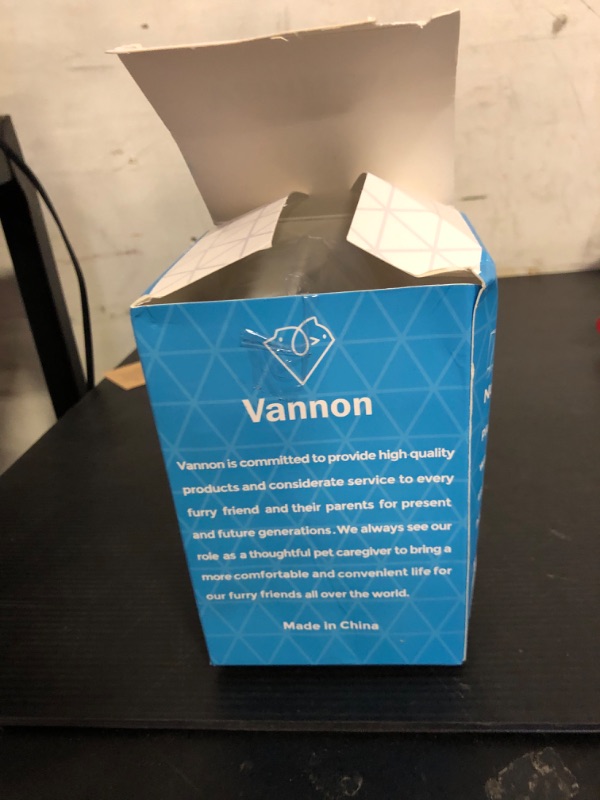 Vannon
Vannon is committed to provide high quality
products and considerate service to every
furry friend and their parents for present
and future generations. We always see our
role as a thoughtful pet caregiver to bring a
more comfortable and convenient life for
our furry friends all over the world.
Made in China